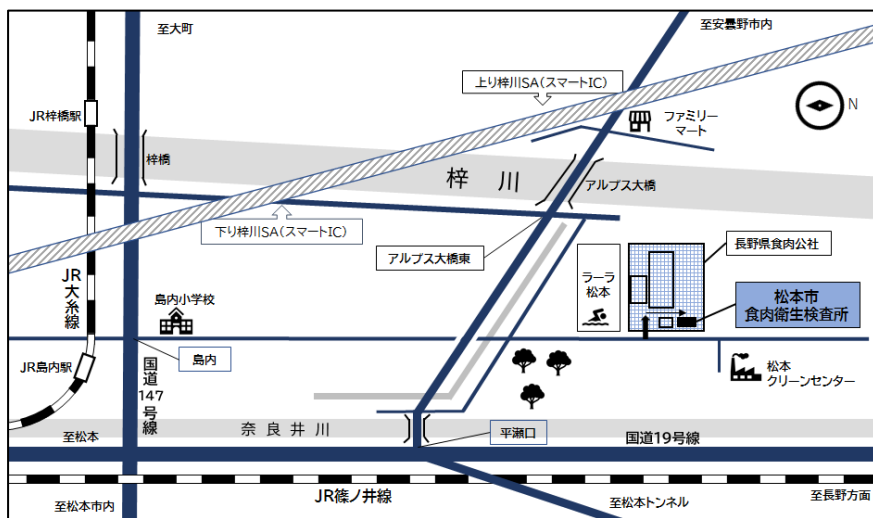 至大町
至安曇野市内
上り梓川SA(スマートIC)
N
JR梓橋駅
ファミリー
マート
梓橋
梓川
アルプス大橋
下り梓川SA(スマートIC)
アルプス大橋東
長野県食肉公社
JR大糸線
島内小学校
ラーラ
松本
松本市
食肉衛生検査所
JR島内駅
島内
国道147号線
松本
クリーンセンター
至松本
奈良井川
平瀬口
国道19号線
至松本市内
JR篠ノ井線
至松本トンネル
至長野方面